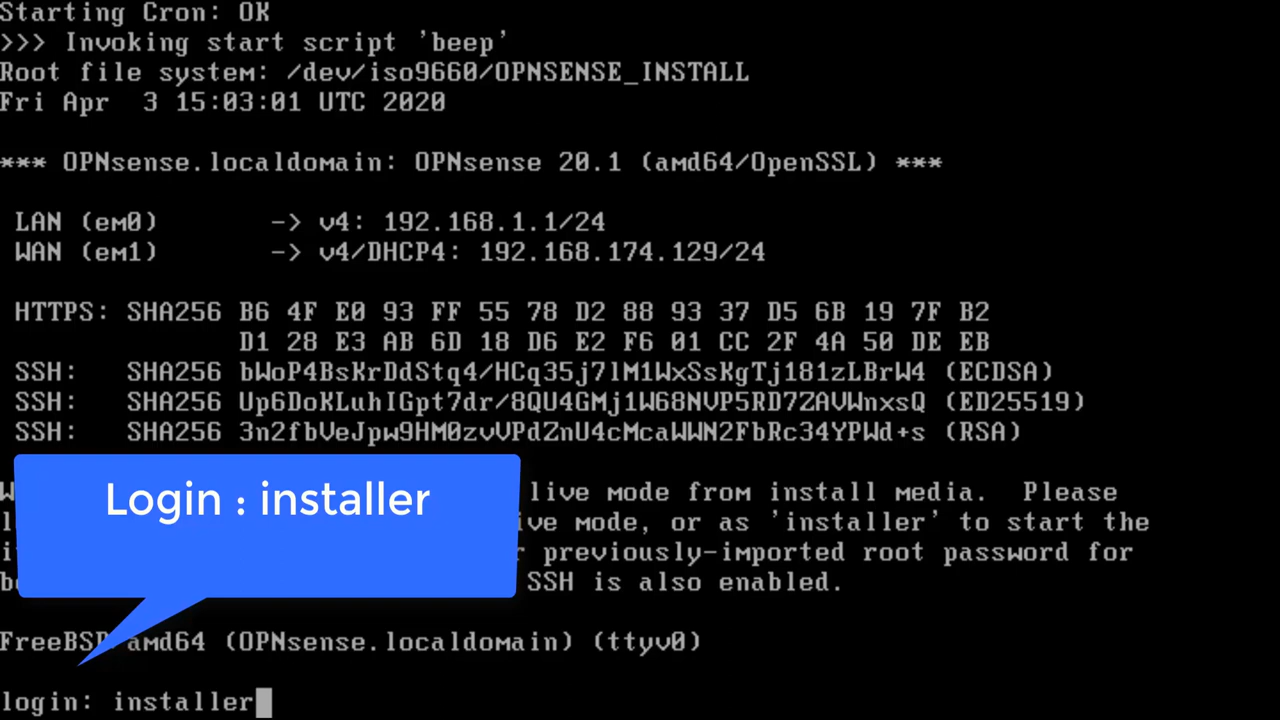 Starting Cron: OK
>>> Invoking start script 'beep'
Root file system: /dev/iso9660/OPNSENSE_INSTALL
Fri Apr  3 15:03:01 UTC 2020
*** OPNsense.localdomain: OPNsense 20.1 (amd64/OpenSSL) ***
LAN (em0)       -> v4: 192.168.1.1/24
WAN (em1)       -> v4/DHCP4: 192.168.174.129/24
HTTPS: SHA256 B6 4F E0 93 FF 55 78 D2 88 93 37 D5 6B 19 7F B2
D1 28 E3 AB 6D 18 D6 E2 F6 01 CC 2F 4A 50 DE EB
SSH:   SHA256 bWoP4BsKrDdStq4/HCq35j7lM1WxSsKgTj181zLBrW4 (ECDSA)
SSH:   SHA256 Up6DoKLuhIGpt7dr/8QU4GMj1W68NVP5RD7ZAVWnxsQ (ED25519)
SSH:   SHA256 3n2fbVeJpw9HM0zvVPdZnU4cMcaWWN2FbRc34YPWd+s (RSA)
Login : installer
live mode from install media.  Please
ive mode, or as 'installer' to start the
previously-imported root password for
SSH is also enabled.
FreeBSD/amd64 (OPNsense.localdomain) (ttyv0)
login: installer